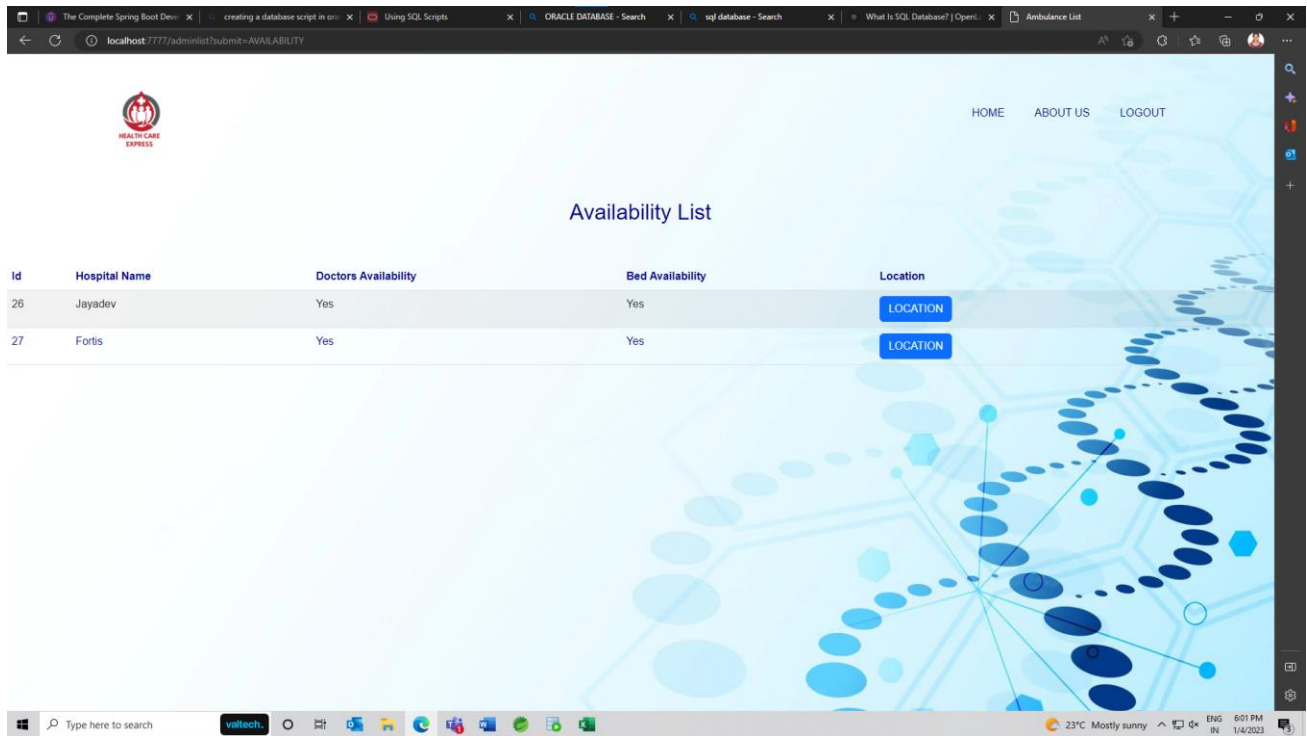 The Complete Spring Boot Deve
creating a database script in ora
Using SQL Scripts
ORACLE DATABASE - Search
sql database - Search
What Is SQL Database? | OpenL
Ambulance List
localhost:7777/adminlist?submit=AVAILABILITY
HEALTH CARE
EXPRESS
HOME ABOUT US LOGOUT
Availability List
Id Hospital Name Doctors Availability Bed Availability Location
26 Jayadev Yes Yes LOCATION
27 Fortis Yes Yes LOCATION
Type here to search
valtech.
23°C Mostly sunny
ENG
IN
6:01 PM
1/4/2023